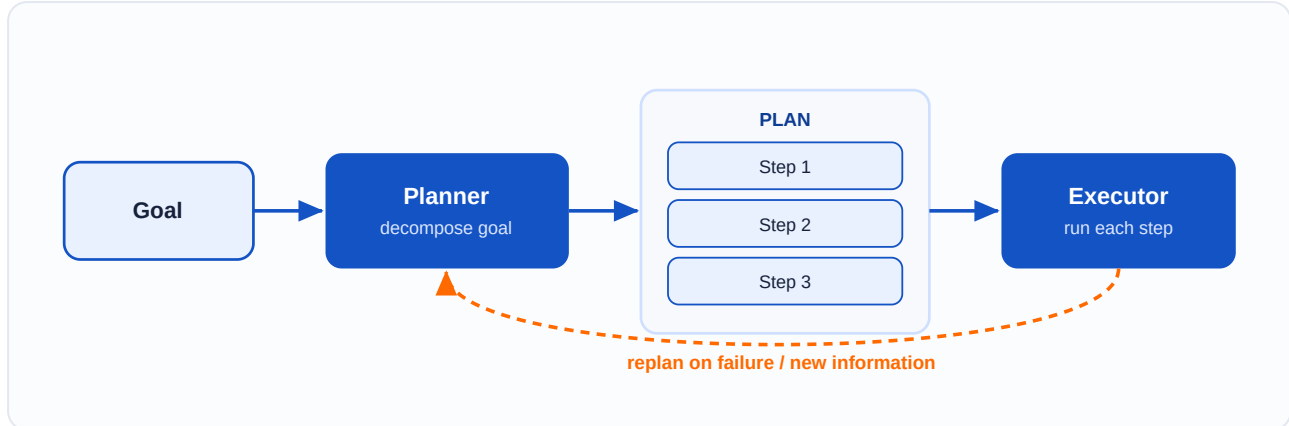 Goal
Planner
decompose goal
PLAN
Step 1
Step 2
Step 3
Executor
run each step
replan on failure / new information